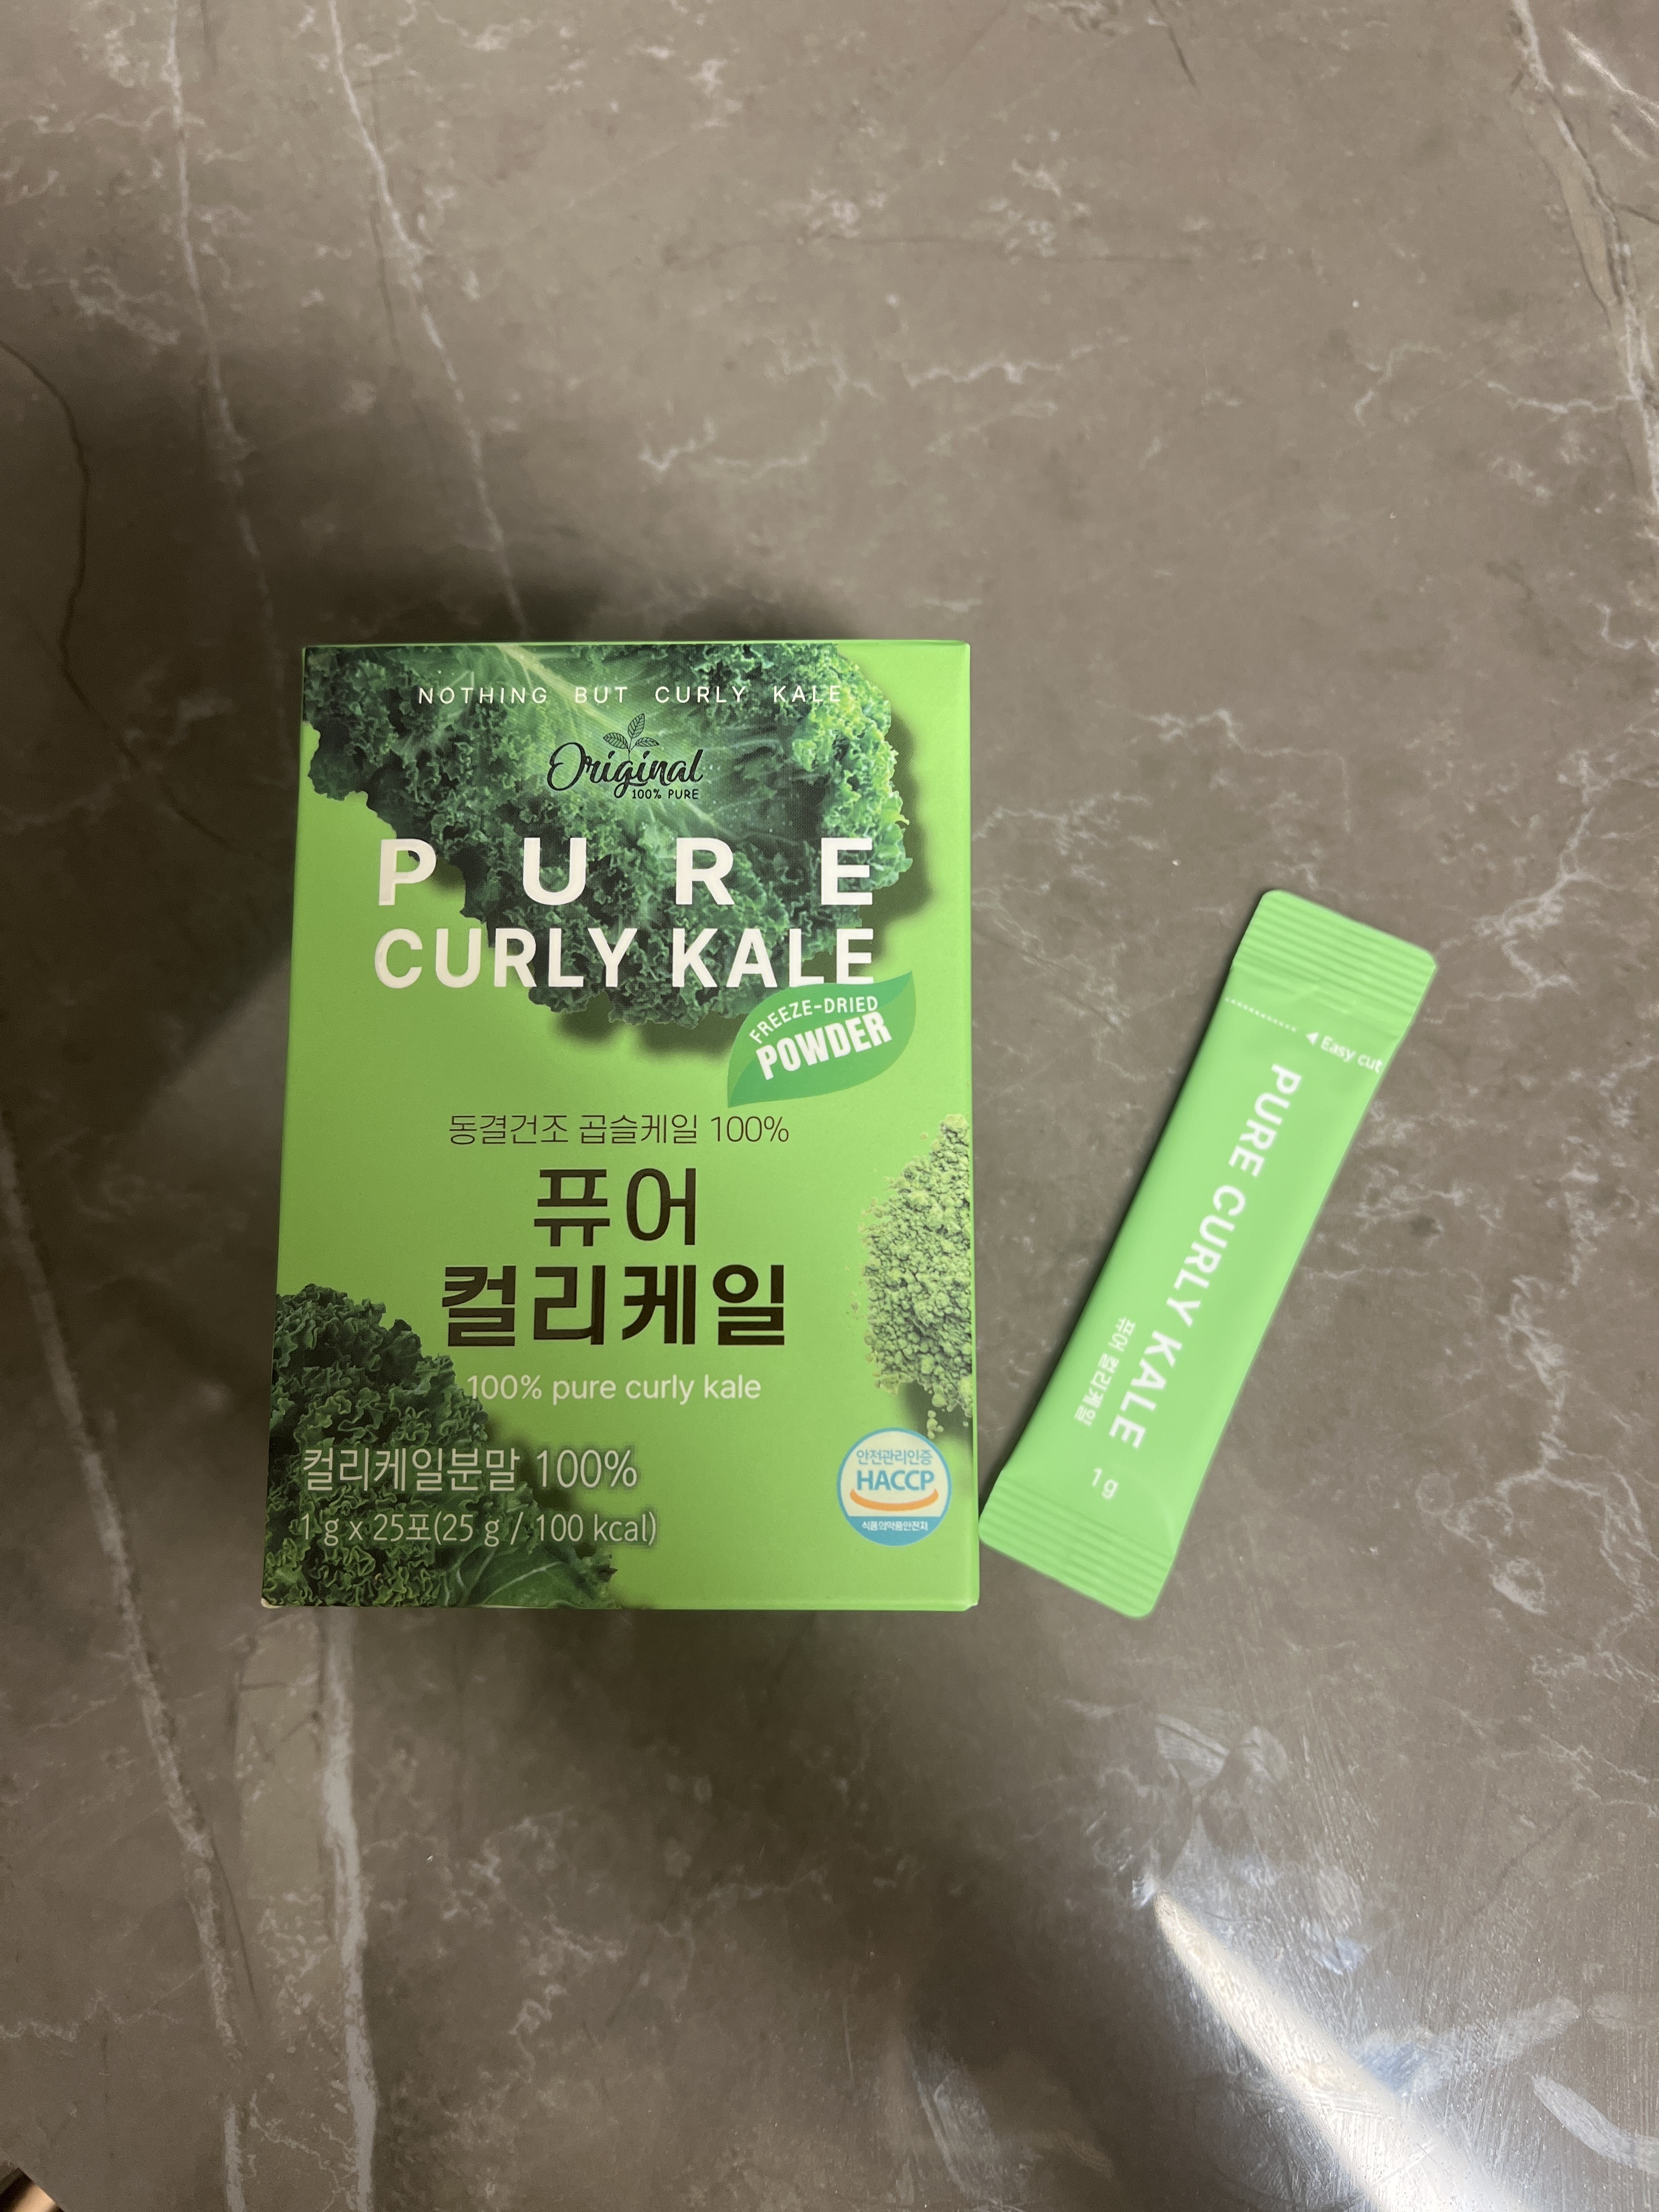 NOTHING BUT CURLY KALE
Original
100% PURE
PURE
CURLY KALE
FREEZE-DRIED
POWDER
동결건조 곱슬케일 100%
퓨어
컬리케일
100% pure curly kale
컬리케일분말 100%
1 g x 25포(25 g / 100 kcal)
안전관리인증
HACCP
식품의약품안전처
Easy cut
PURE CURLY KALE
퓨어 컬리케일
1 g